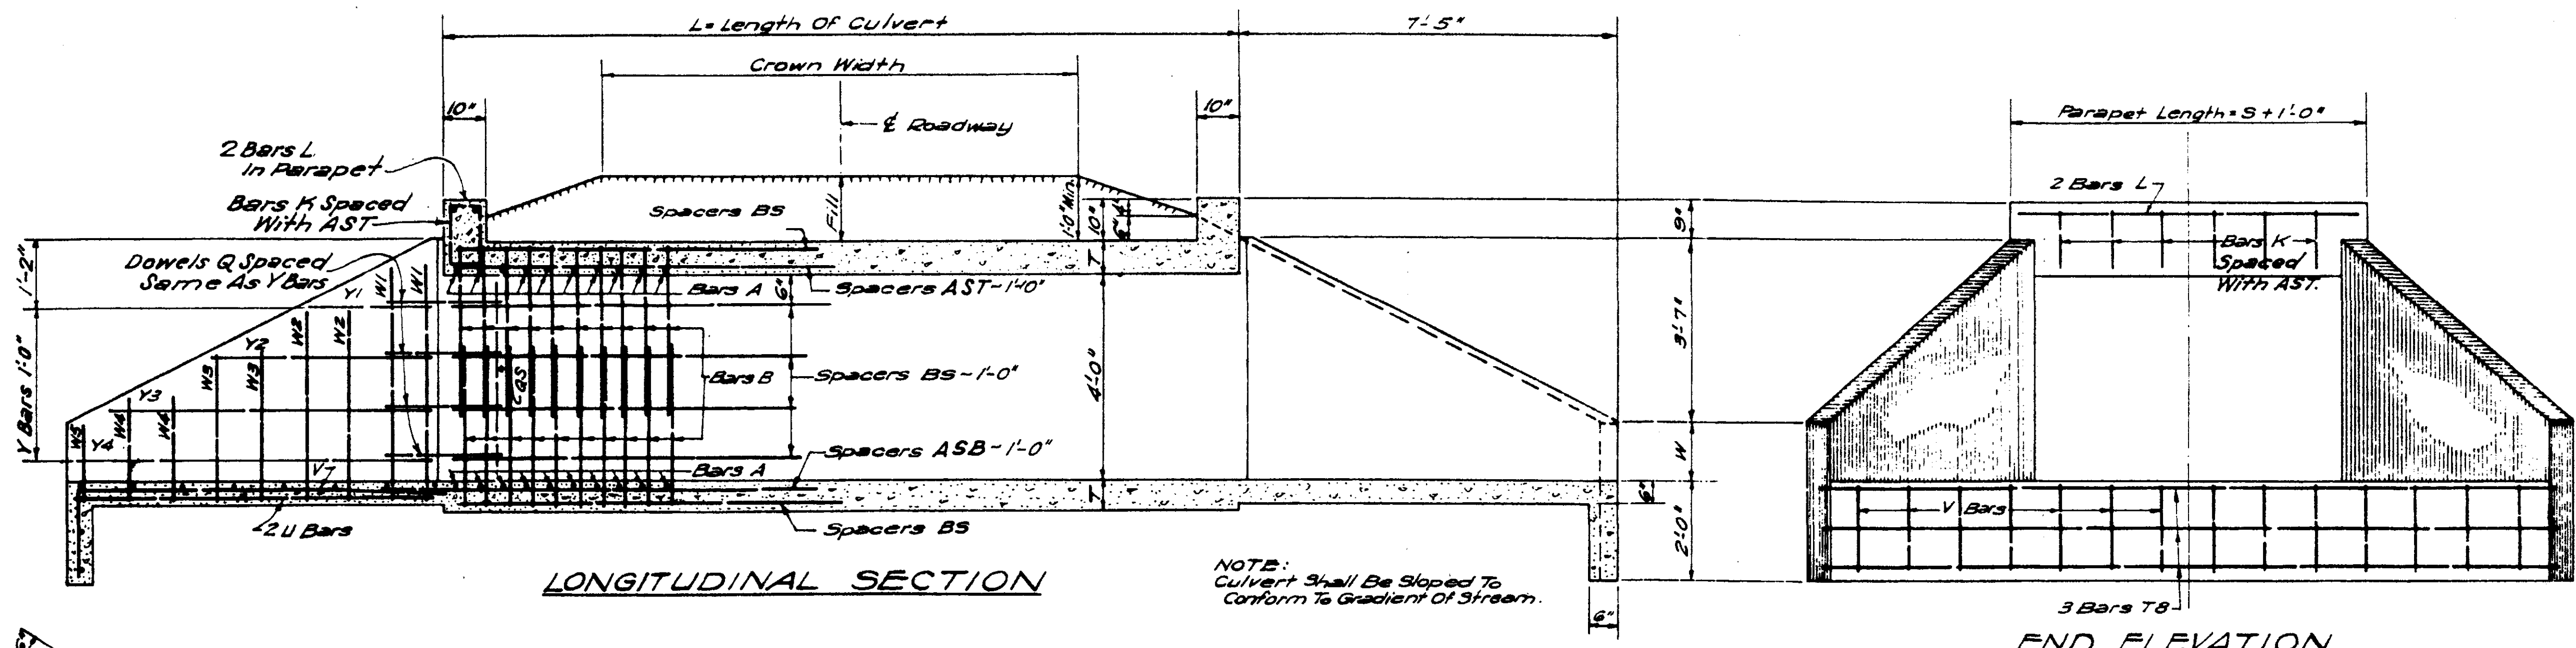 L = Length Of Culvert
7'-5"
Crown Width
10"
10"
℄ Roadway
Parapet Length = S + 1'-0"
2 Bars L
In Parapet
2 Bars L
Bars K Spaced
With AST
Spacers BS
Fill
1'-0" Min.
10"
9"
Bars K
Spaced
With AST.
1'-2"
Dowels Q Spaced
Same As Y Bars
Y1
W1
W1
Bars A
6"
Spacers AST~1'-10"
T
W2
W2
3'-7"
Y Bars 1'-0"
Y2
W3
W3
Bars B
Spacers BS~1'-0"
4'-0"
Y3
W4
W4
W5
Y4
V
Bars A
Spacers ASB~1'-0"
W
T
6"
2 U Bars
Spacers BS
2'-0"
V Bars
LONGITUDINAL SECTION
NOTE:
Culvert Shall Be Sloped To
Conform To Gradient Of Stream.
6"
3 Bars T8
END ELEVATION